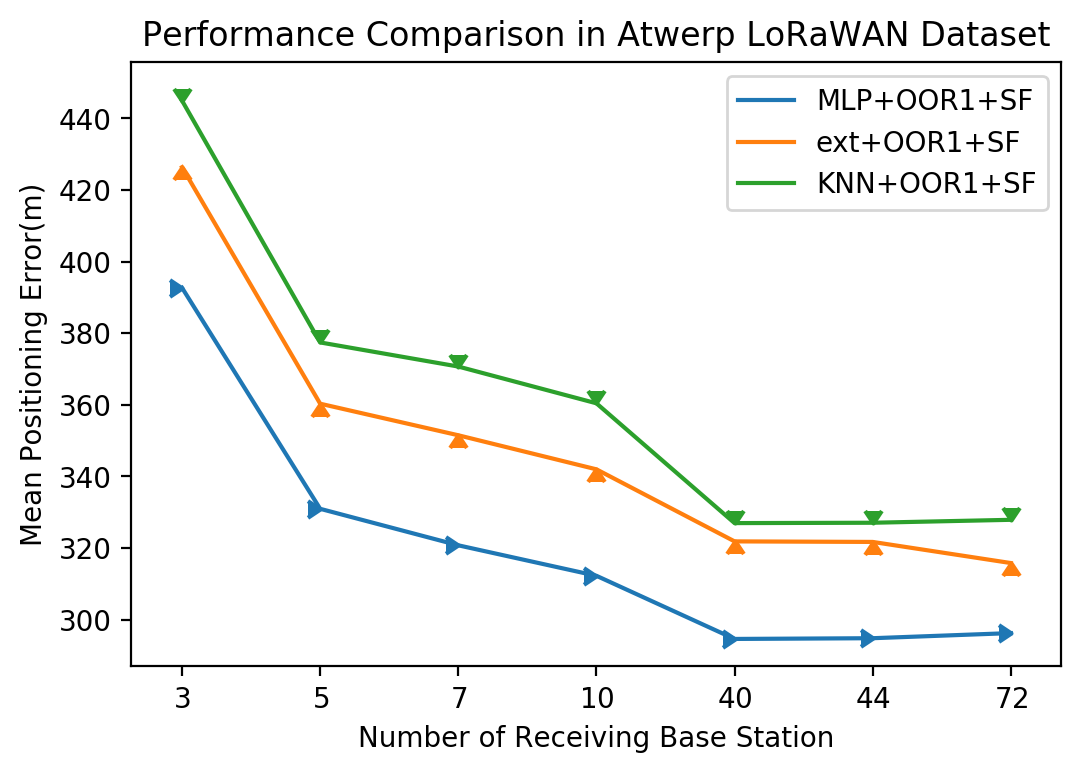 Performance Comparison in Atwerp LoRaWAN Dataset
MLP+OOR1+SF
ext+OOR1+SF
KNN+OOR1+SF
Mean Positioning Error(m)
440
420
400
380
360
340
320
300
3 5 7 10 40 44 72
Number of Receiving Base Station